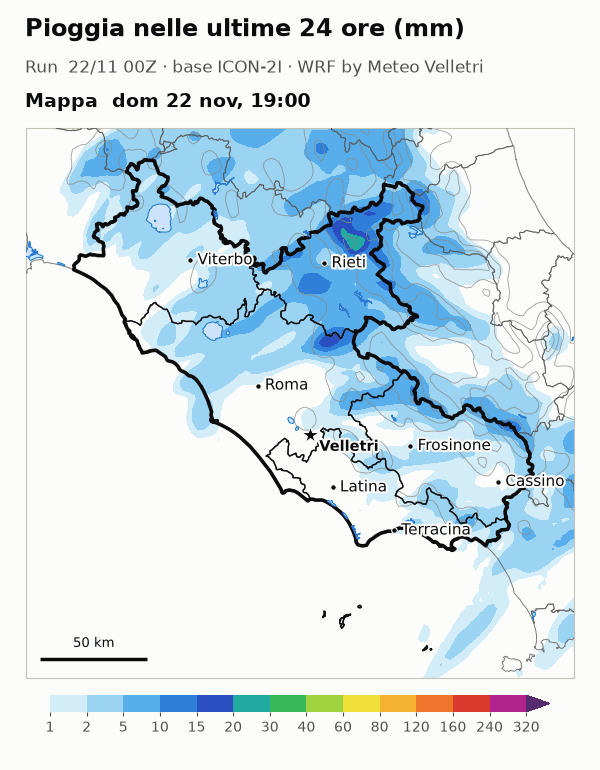 Pioggia nelle ultime 24 ore (mm)
Run  22/11 00Z · base ICON-2I · WRF by Meteo Velletri
Mappa  dom 22 nov, 19:00
Viterbo
Rieti
Roma
Velletri
Frosinone
Cassino
Latina
Terracina
50 km
1 2 5 10 15 20 30 40 60 80 120 160 240 320